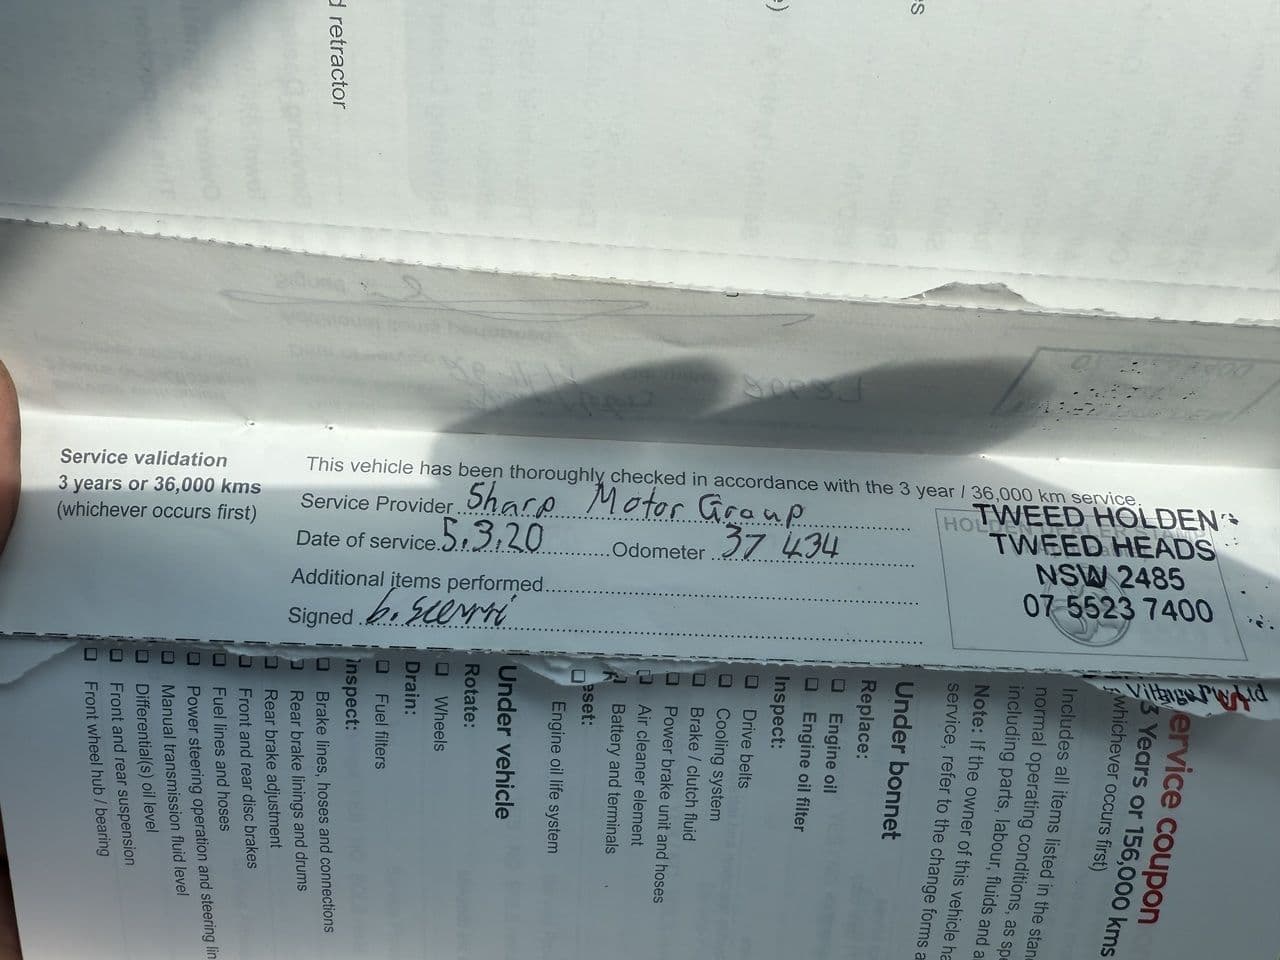 d retractor
Service validation
3 years or 36,000 kms
(whichever occurs first)
This vehicle has been thoroughly checked in accordance with the 3 year / 36,000 km service.
Service Provider Sharp Motor Group
Date of service 5.3.20 Odometer 37 434
Additional items performed
Signed
TWEED HOLDEN
TWEED HEADS
NSW 2485
07 5523 7400
ervice coupon
3 Years or 156,000 kms
whichever occurs first)
Includes all items listed in the stan
normal operating conditions, as spe
including parts, labour, fluids and a
Note: If the owner of this vehicle ha
service, refer to the change forms a
Under bonnet
Replace:
Engine oil
Engine oil filter
Inspect:
Drive belts
Cooling system
Brake / clutch fluid
Power brake unit and hoses
Air cleaner element
Battery and terminals
eset:
Engine oil life system
Under vehicle
Rotate:
Wheels
Drain:
Fuel filters
Inspect:
Brake lines, hoses and connections
Rear brake linings and drums
Rear brake adjustment
Front and rear disc brakes
Fuel lines and hoses
Power steering operation and steering lin
Manual transmission fluid level
Differential(s) oil level
Front and rear suspension
Front wheel hub / bearing